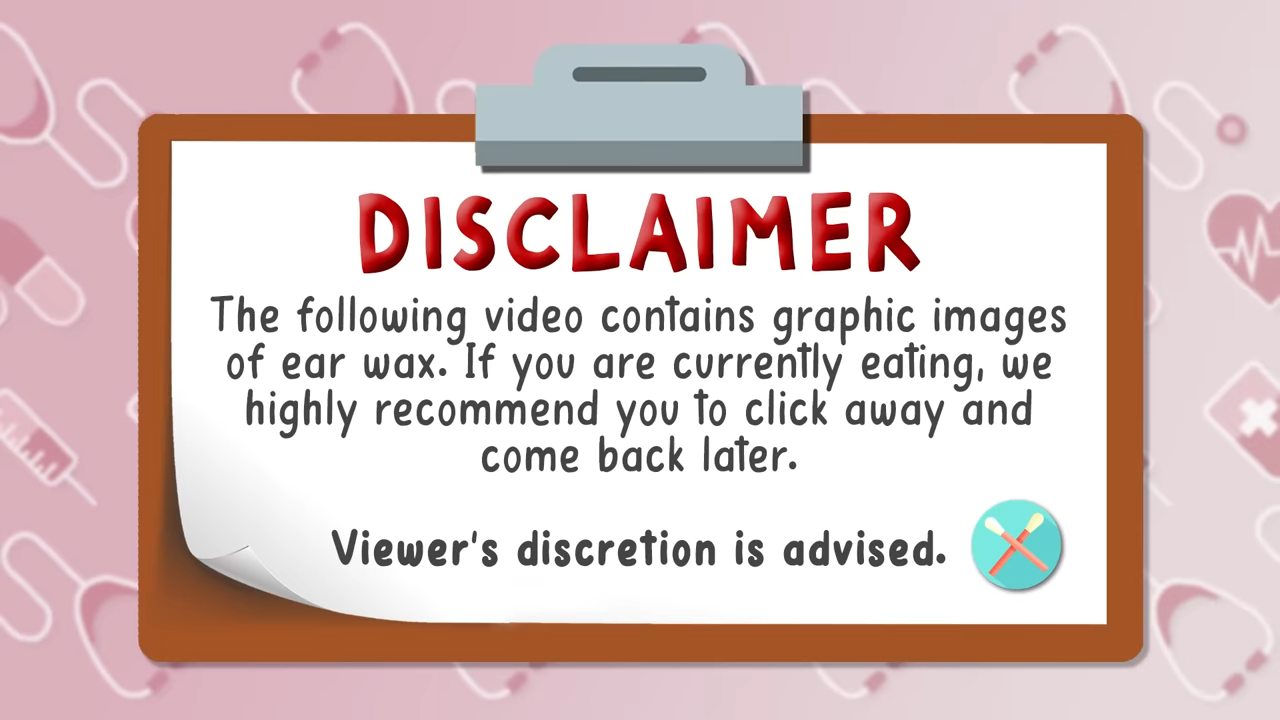 DISCLAIMER
The following video contains graphic images
of ear wax. If you are currently eating, we
highly recommend you to click away and
come back later.
Viewer's discretion is advised.